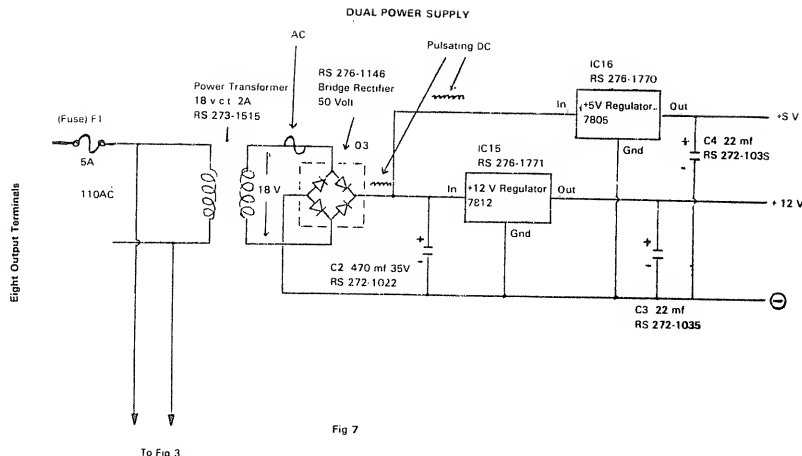 DUAL POWER SUPPLY
AC
Pulsating DC
Power Transformer
18 v ct 2A
RS 273-1515
RS 276-1146
Bridge Rectifier
50 Volt
IC16
RS 276-1770
In
+5V Regulator
7805
Out
+5 V
(Fuse) F1
5A
110AC
18 V
03
IC15
RS 276-1771
In
+12 V Regulator
7812
Out
Gnd
+
-
C4 22 mf
RS 272-103S
+ 12 V
Gnd
+
-
C2 470 mf 35V
RS 272-1022
+
-
C3 22 mf
RS 272-1035
-
Eight Output Terminals
Fig 7
To Fig 3